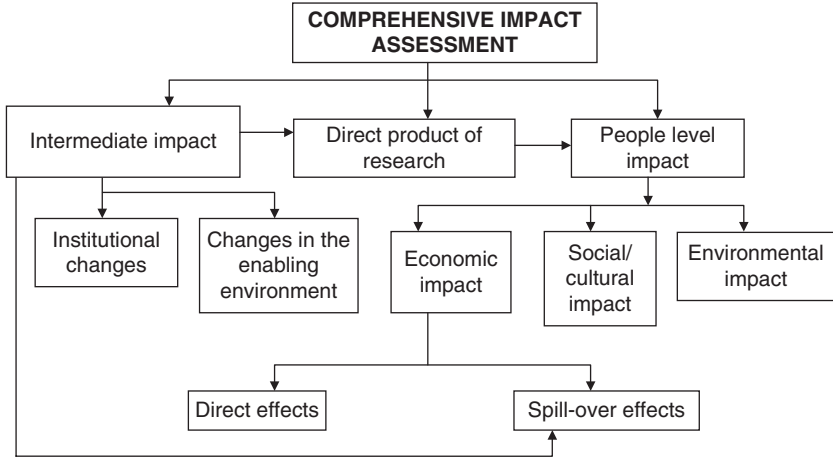 COMPREHENSIVE IMPACT
ASSESSMENT
Intermediate impact
Direct product of
research
People level
impact
Institutional
changes
Changes in the
enabling
environment
Economic
impact
Social/
cultural
impact
Environmental
impact
Direct effects
Spill-over effects